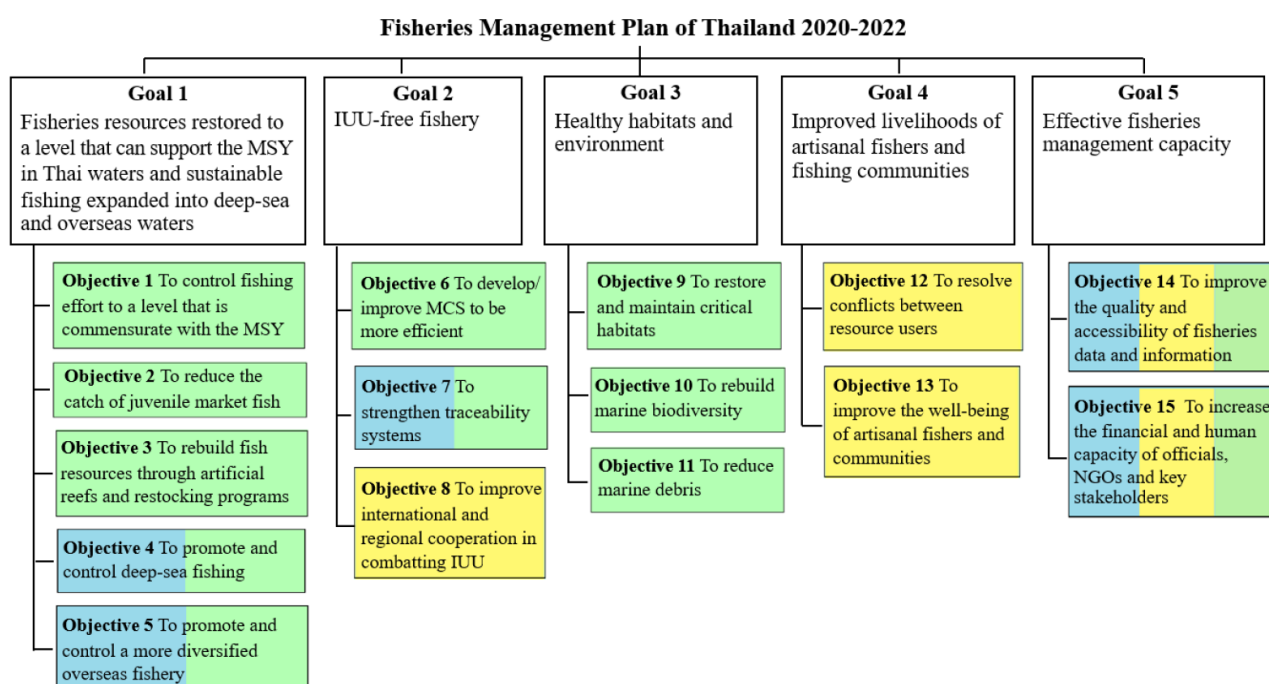 Fisheries Management Plan of Thailand 2020-2022
Goal 1
Fisheries resources restored to
a level that can support the MSY
in Thai waters and sustainable
fishing expanded into deep-sea
and overseas waters
Objective 1 To control fishing
effort to a level that is
commensurate with the MSY
Objective 2 To reduce the
catch of juvenile market fish
Objective 3 To rebuild fish
resources through artificial
reefs and restocking programs
Objective 4 To promote and
control deep-sea fishing
Objective 5 To promote and
control a more diversified
overseas fishery
Goal 2
IUU-free fishery
Objective 6 To develop/
improve MCS to be
more efficient
Objective 7 To
strengthen traceability
systems
Objective 8 To improve
international and
regional cooperation in
combatting IUU
Goal 3
Healthy habitats and
environment
Objective 9 To restore
and maintain critical
habitats
Objective 10 To rebuild
marine biodiversity
Objective 11 To reduce
marine debris
Goal 4
Improved livelihoods of
artisanal fishers and
fishing communities
Objective 12 To resolve
conflicts between
resource users
Objective 13 To
improve the well-being
of artisanal fishers and
communities
Goal 5
Effective fisheries
management capacity
Objective 14 To improve
the quality and
accessibility of fisheries
data and information
Objective 15 To increase
the financial and human
capacity of officials,
NGOs and key
stakeholders